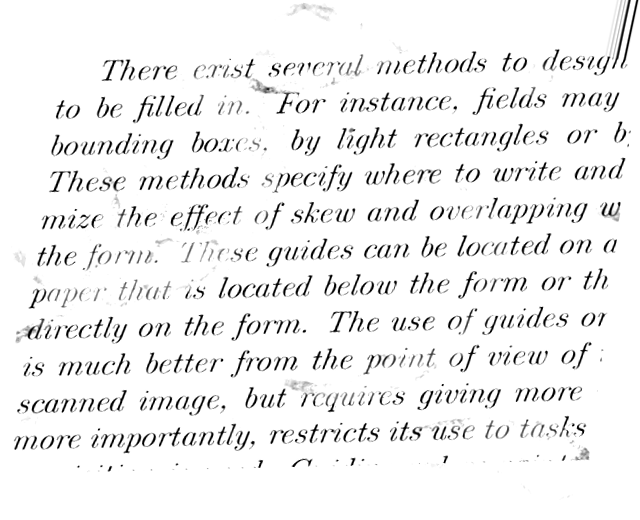 There exist several methods to design
to be filled in. For instance, fields may
bounding boxes, by light rectangles or by
These methods specify where to write and
mize the effect of skew and overlapping w
the form. These guides can be located on a
paper that is located below the form or th
directly on the form. The use of guides on
is much better from the point of view of
scanned image, but requires giving more
more importantly, restricts its use to tasks